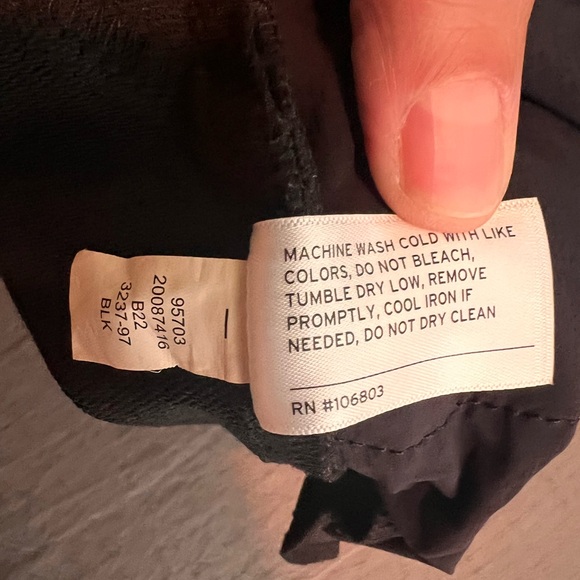 MACHINE WASH COLD WITH LIKE
COLORS, DO NOT BLEACH,
TUMBLE DRY LOW, REMOVE
PROMPTLY, COOL IRON IF
NEEDED, DO NOT DRY CLEAN
RN #106803
95703
20087416
B22
3237-97
BLK